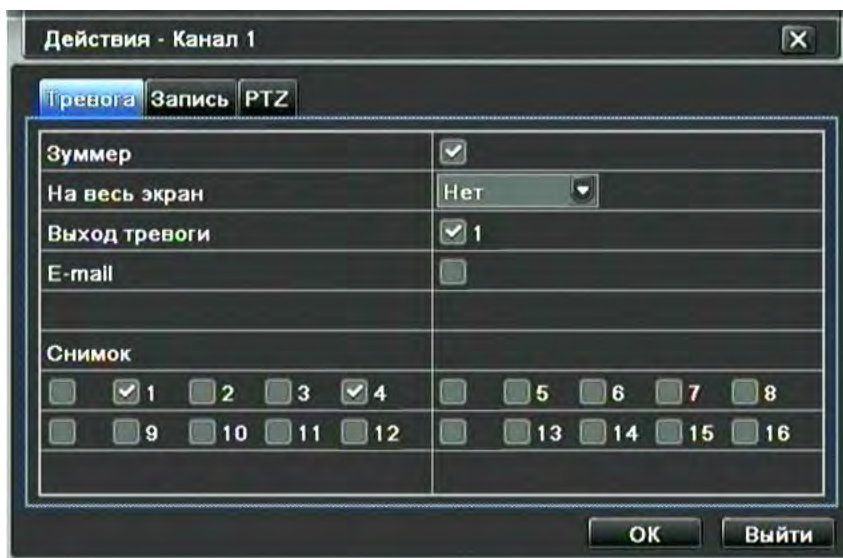 Действия - Канал 1
Тревога Запись PTZ
Зуммер
На весь экран Нет
Выход тревоги 1
E-mail
Снимок
1 2 3 4 5 6 7 8
9 10 11 12 13 14 15 16
ОК Выйти